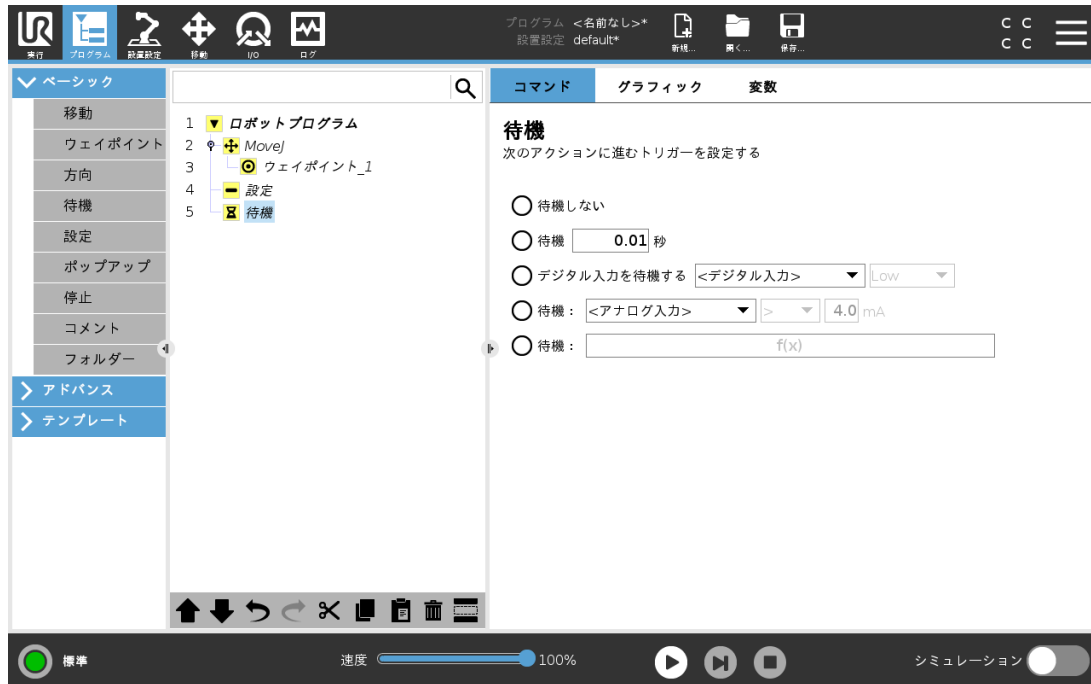 プログラム <名前なし>*
設置設定 default*
実行 プログラム 設置設定 移動 I/O ログ
新規... 開く... 保存...
C C
C C
ベーシック
移動
ウェイポイント
方向
待機
設定
ポップアップ
停止
コメント
フォルダー
アドバンス
テンプレート
1 ロボットプログラム
2 MoveJ
3 ウェイポイント_1
4 設定
5 待機
コマンド グラフィック 変数
待機
次のアクションに進むトリガーを設定する
待機しない
待機 0.01 秒
デジタル入力を待機する <デジタル入力> Low
待機： <アナログ入力> > 4.0 mA
待機： f(x)
標準 速度 100% シミュレーション